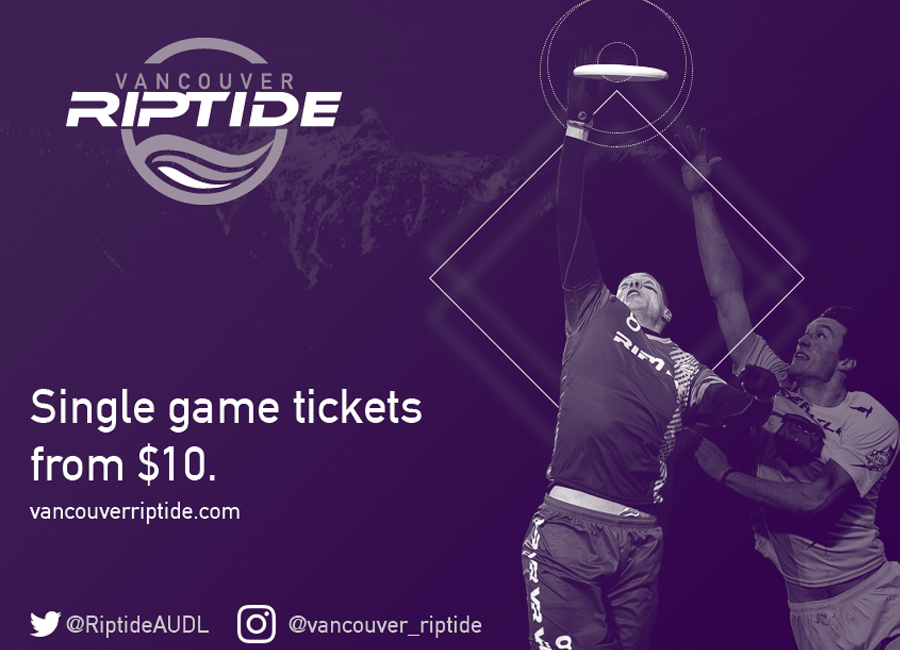 VANCOUVER
RIPTIDE
Single game tickets
from $10.
vancouverriptide.com
@RiptideAUDL
@vancouver_riptide